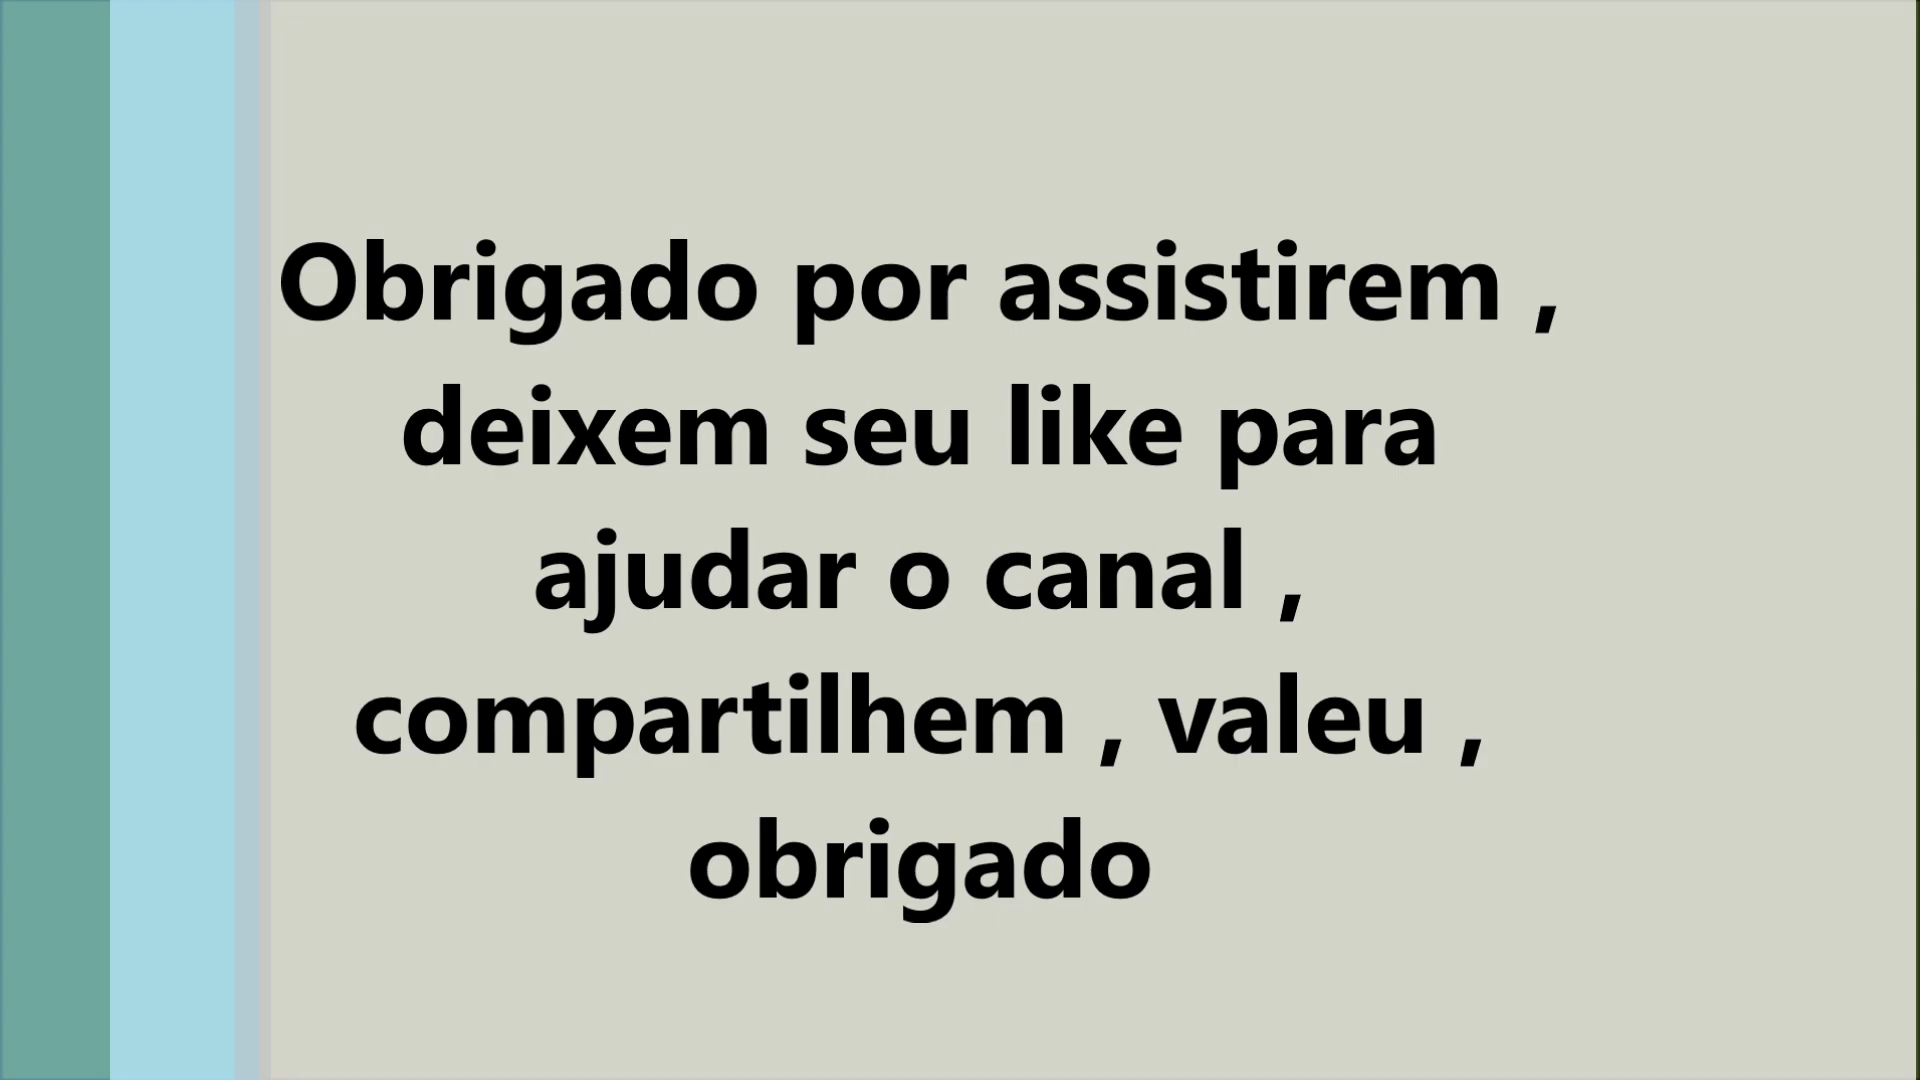 Obrigado por assistirem ,
deixem seu like para
ajudar o canal ,
compartilhem , valeu ,
obrigado